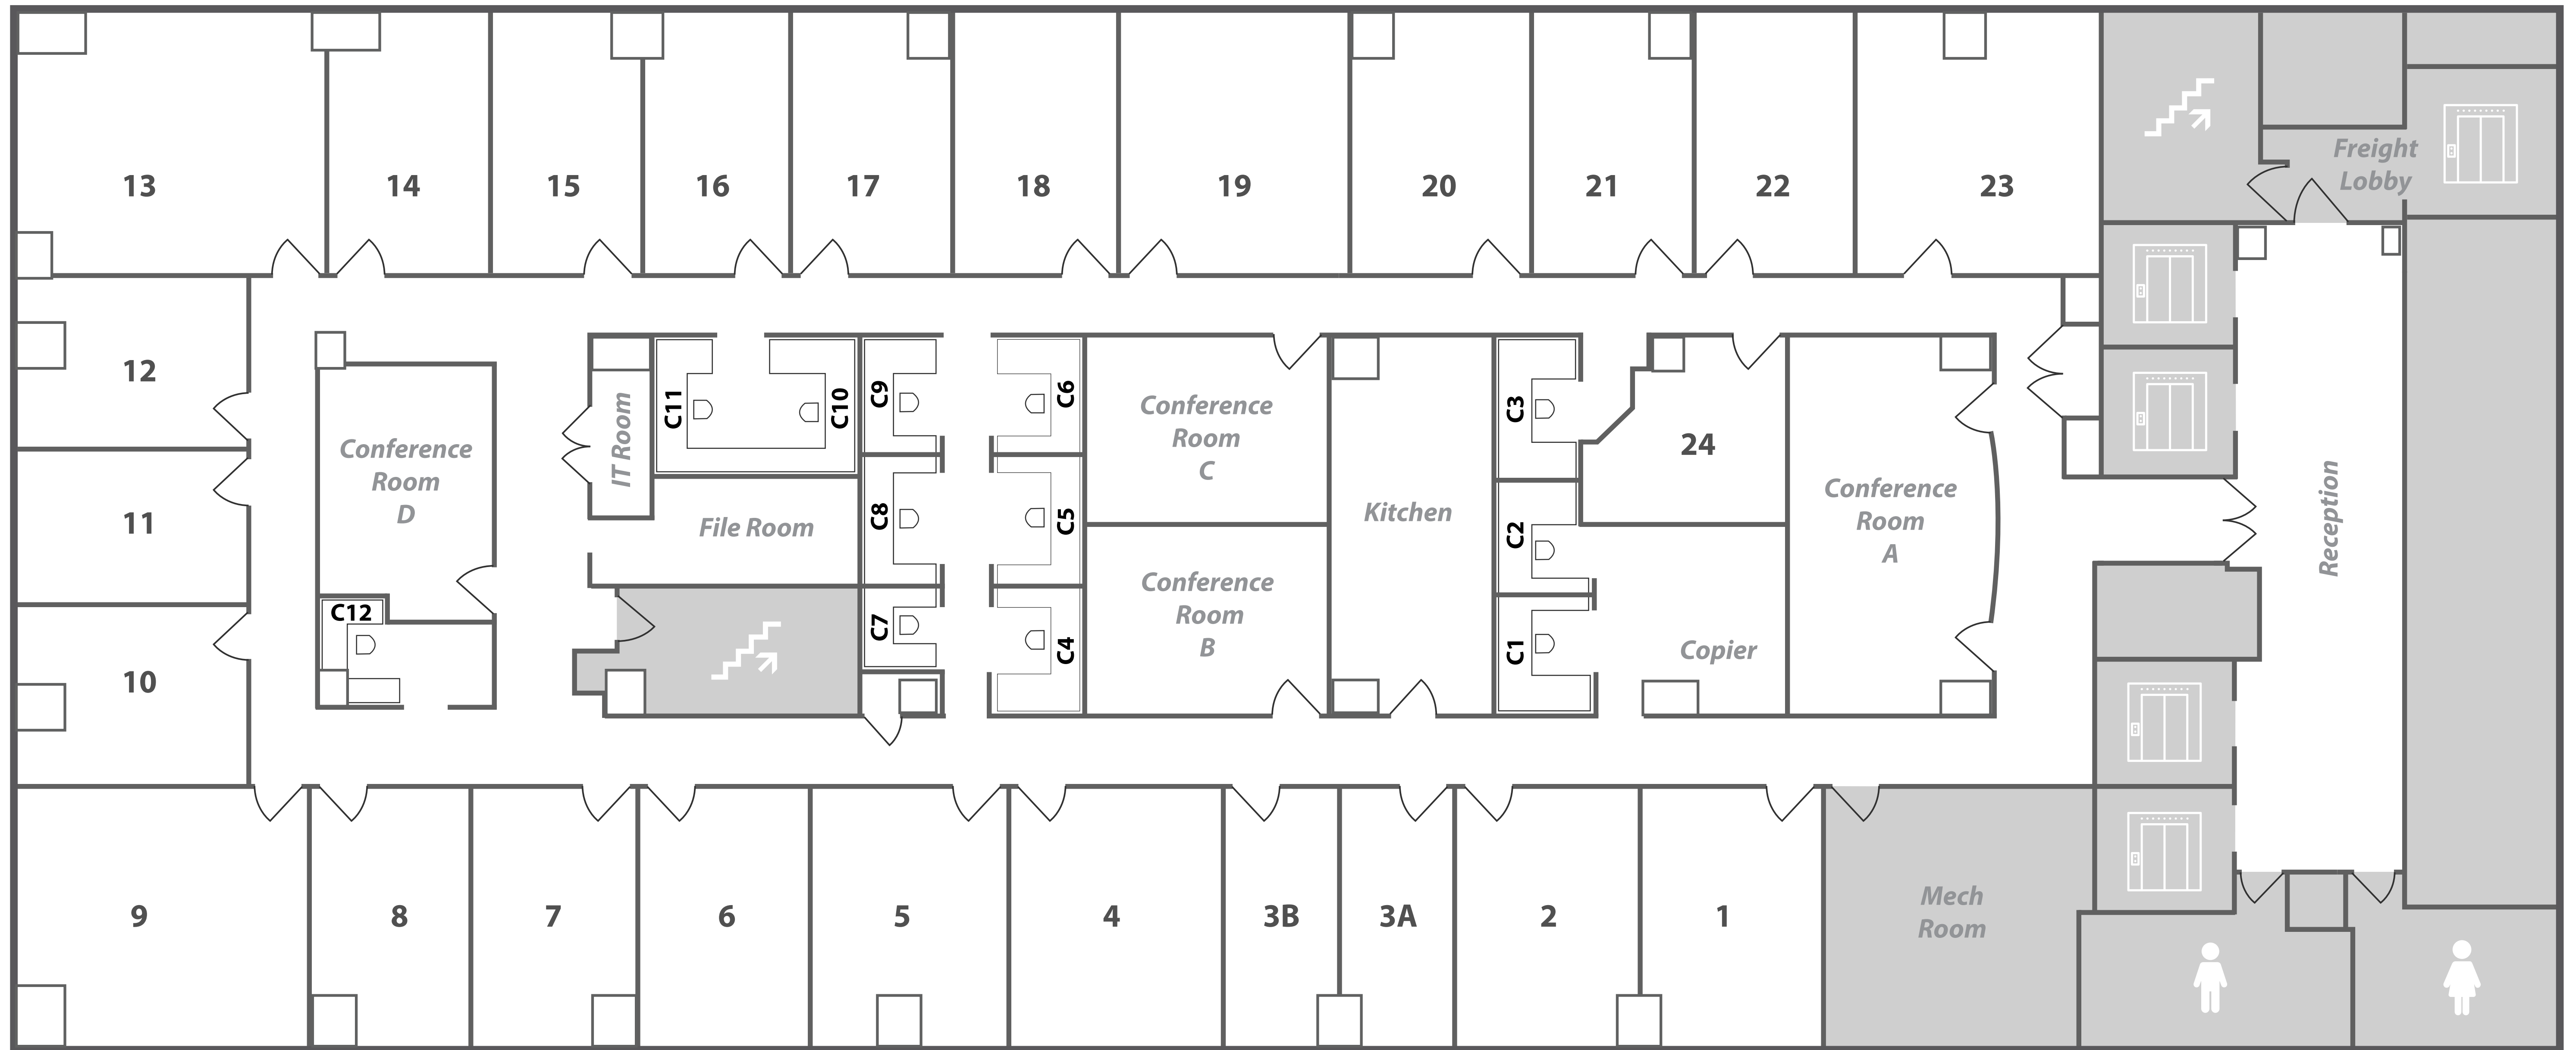 13
14
15
16
17
18
19
20
21
22
23
Freight
Lobby
12
11
10
Conference
Room
D
C12
IT Room
C11
C10
File Room
C9
C8
C7
C6
C5
C4
Conference
Room
C
Conference
Room
B
Kitchen
C3
C2
C1
24
Copier
Conference
Room
A
Reception
9
8
7
6
5
4
3B
3A
2
1
Mech
Room